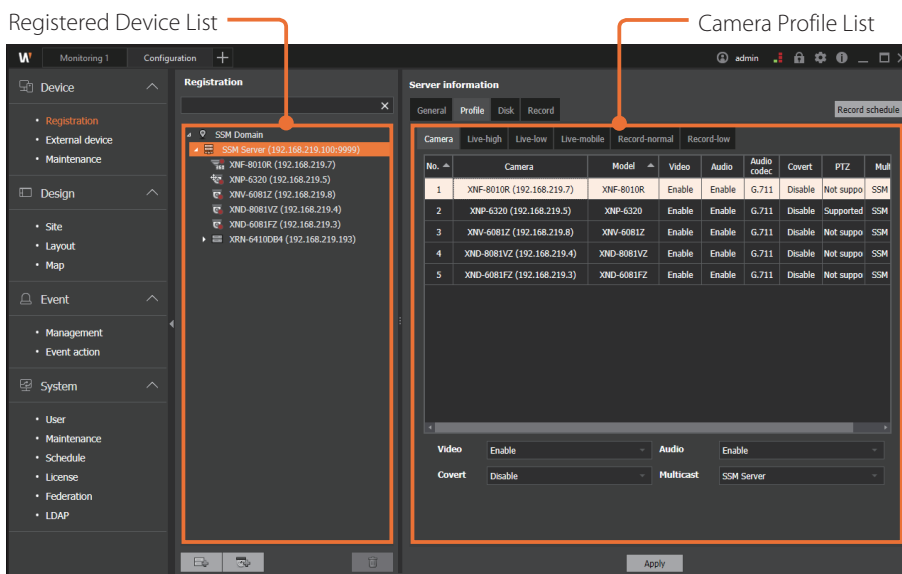 Registered Device List
Camera Profile List
W Monitoring 1 Configuration + admin
Device
• Registration
• External device
• Maintenance
Design
• Site
• Layout
• Map
Event
• Management
• Event action
System
• User
• Maintenance
• Schedule
• License
• Federation
• LDAP
Registration
SSM Domain
SSM Server (192.168.219.100:9999)
XNF-8010R (192.168.219.7)
XNP-6320 (192.168.219.5)
XNV-6081Z (192.168.219.8)
XND-8081VZ (192.168.219.4)
XND-6081FZ (192.168.219.3)
XRN-6410DB4 (192.168.219.193)
Server information
General Profile Disk Record Record schedule
Camera Live-high Live-low Live-mobile Record-normal Record-low
No. Camera Model Video Audio Audio codec Covert PTZ Mult
1 XNF-8010R (192.168.219.7) XNF-8010R Enable Enable G.711 Disable Not suppo SSM
2 XNP-6320 (192.168.219.5) XNP-6320 Enable Enable G.711 Disable Supported SSM
3 XNV-6081Z (192.168.219.8) XNV-6081Z Enable Enable G.711 Disable Not suppo SSM
4 XND-8081VZ (192.168.219.4) XND-8081VZ Enable Enable G.711 Disable Not suppo SSM
5 XND-6081FZ (192.168.219.3) XND-6081FZ Enable Enable G.711 Disable Not suppo SSM
Video Enable Audio Enable
Covert Disable Multicast SSM Server
Apply